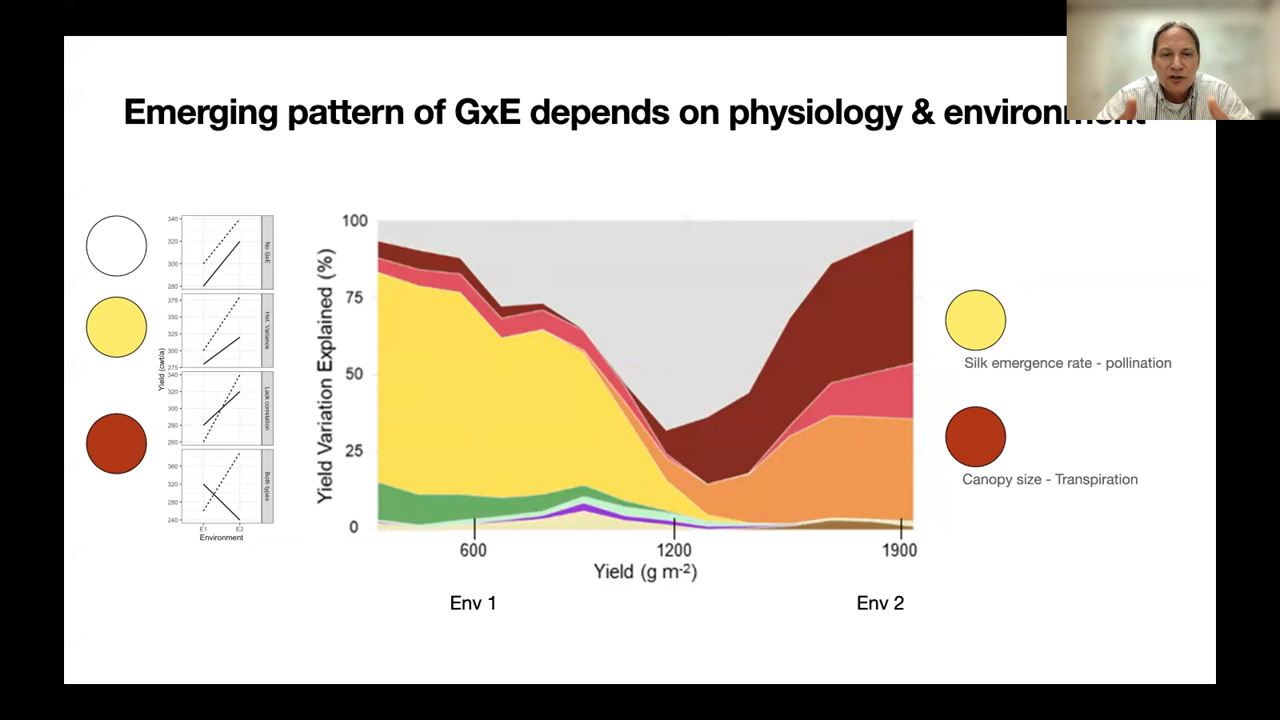 Emerging pattern of GxE depends on physiology & environment
340
320
300
280
No GxE
375
350
325
300
275
Het. Variance
340
320
300
260
Lack correlation
360
320
280
240
Both types
Yield (cwt/a)
E1 E2
Environment
100
75
50
25
0
Yield Variation Explained (%)
600 1200 1900
Yield (g m-2)
Env 1 Env 2
Silk emergence rate - pollination
Canopy size - Transpiration